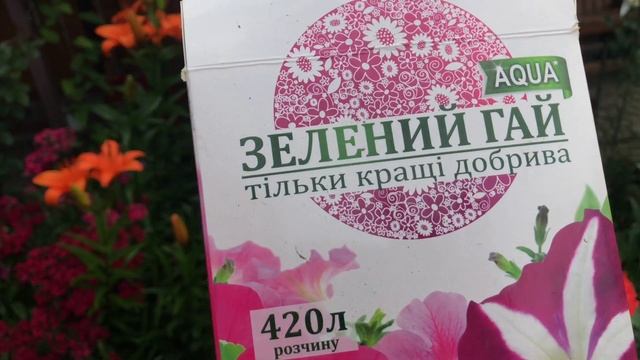 AQUA®
ЗЕЛЕНИЙ ГАЙ
тільки кращі добрива
420л
розчину